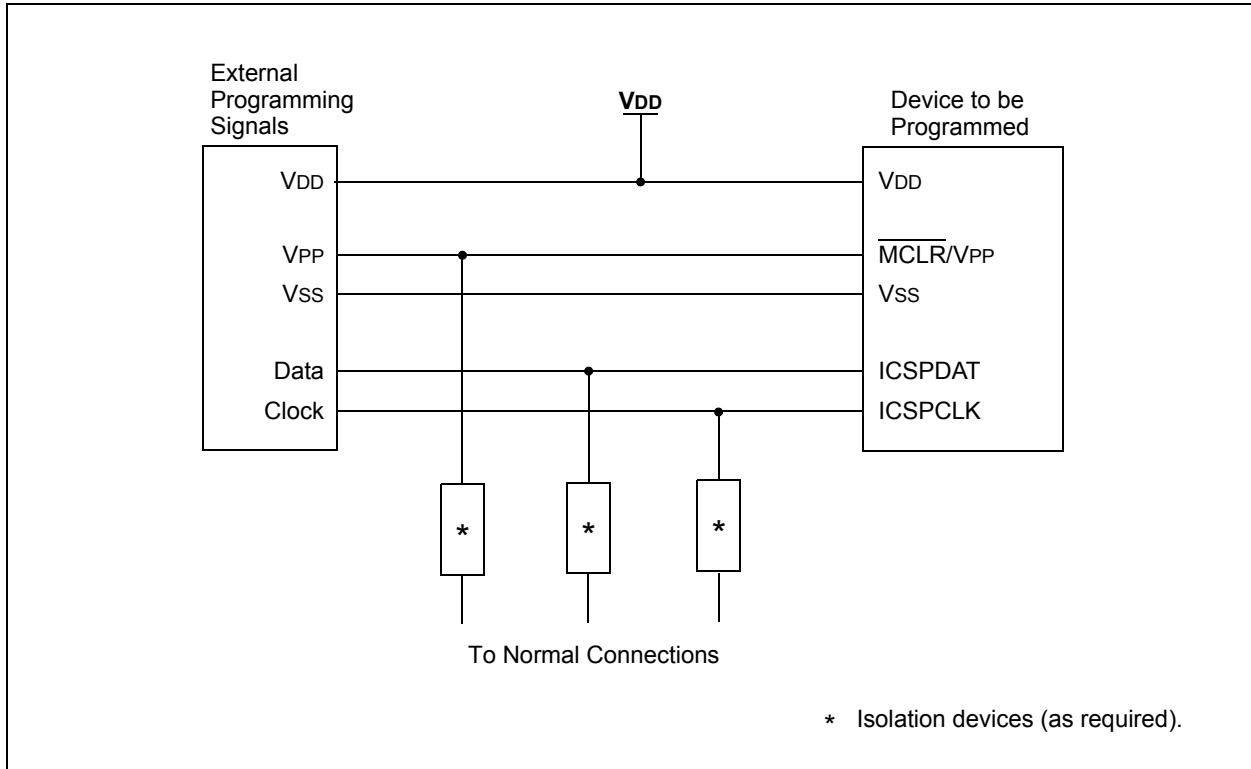 External
Programming
Signals
VDD
Device to be
Programmed
VDD
VPP
VSS
Data
Clock
VDD
MCLR/VPP
VSS
ICSPDAT
ICSPCLK
* * *
To Normal Connections
* Isolation devices (as required).